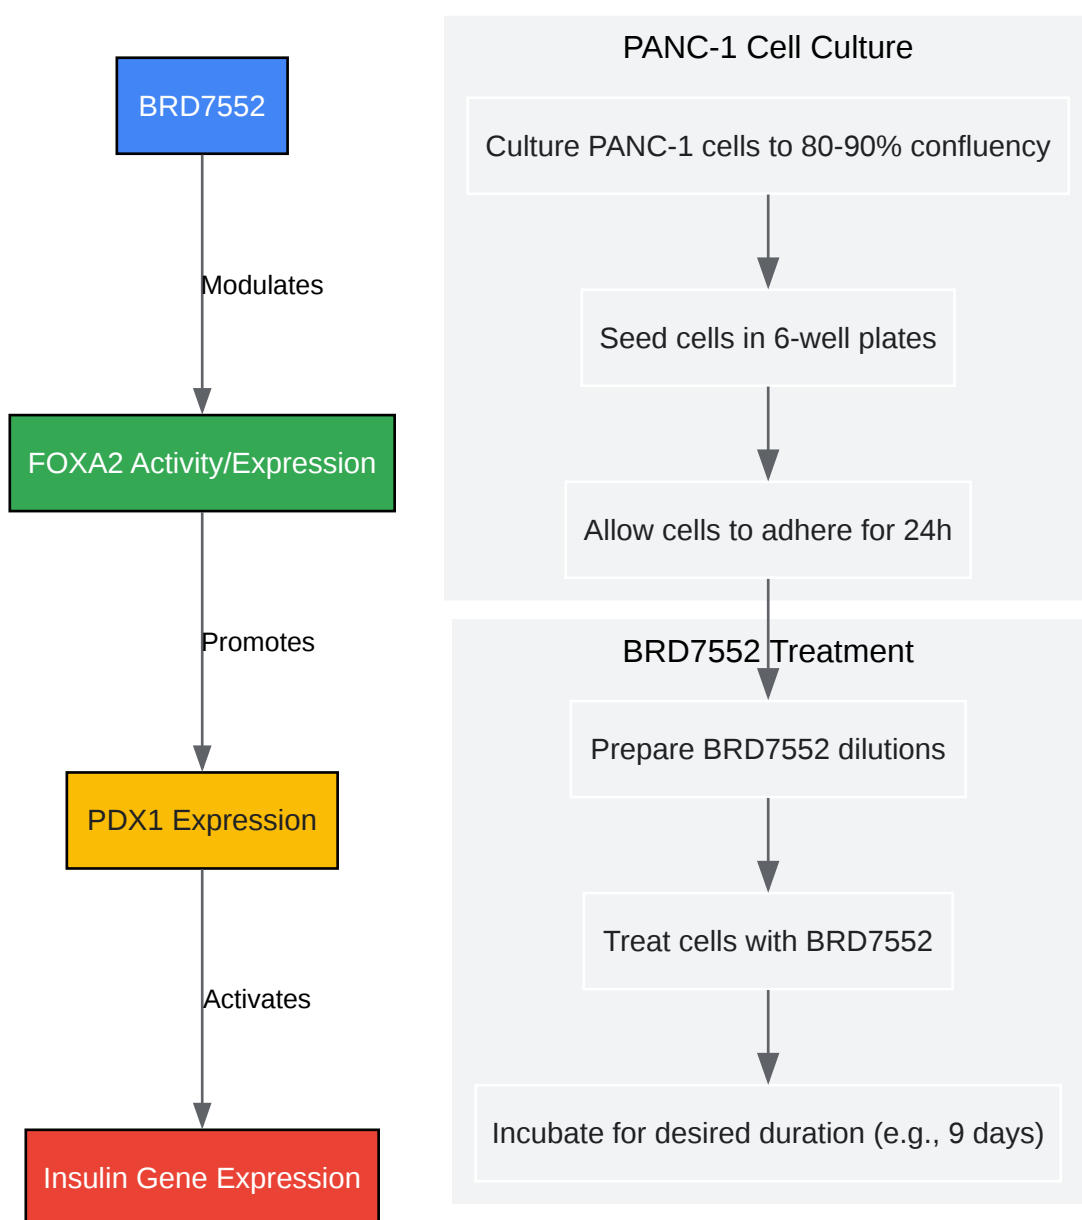 BRD7552
Modulates
FOXA2 Activity/Expression
Promotes
PDX1 Expression
Activates
Insulin Gene Expression
PANC-1 Cell Culture
Culture PANC-1 cells to 80-90% confluency
Seed cells in 6-well plates
Allow cells to adhere for 24h
BRD7552 Treatment
Prepare BRD7552 dilutions
Treat cells with BRD7552
Incubate for desired duration (e.g., 9 days)